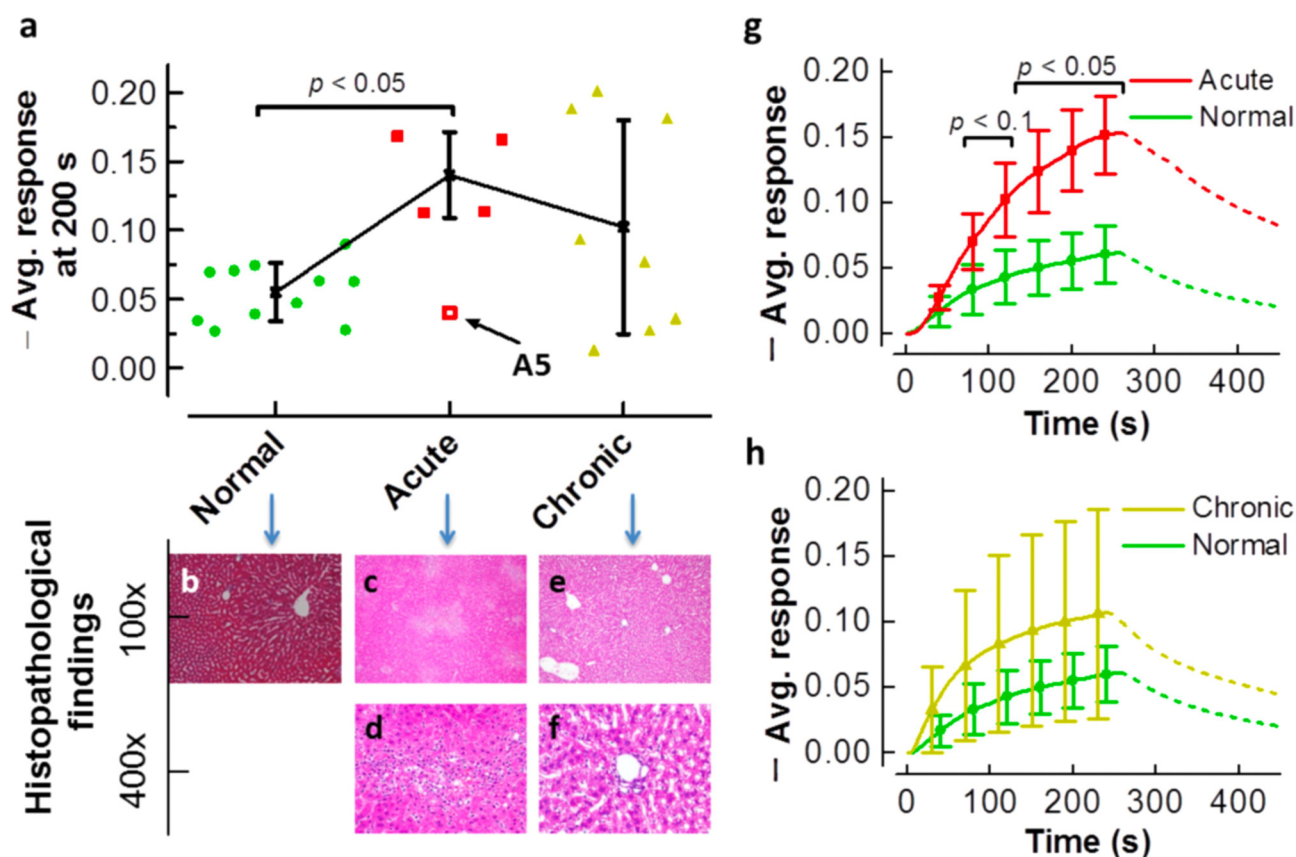 a
— Avg. response
at 200 s
0.20
0.15
0.10
0.05
0.00
p < 0.05
A5
Normal
Acute
Chronic
Histopathological
findings
100x
400x
b
c
e
d
f
g
— Avg. response
0.20
0.15
0.10
0.05
0.00
p < 0.05
p < 0.1
Acute
Normal
0 100 200 300 400
Time (s)
h
— Avg. response
0.20
0.15
0.10
0.05
0.00
Chronic
Normal
0 100 200 300 400
Time (s)